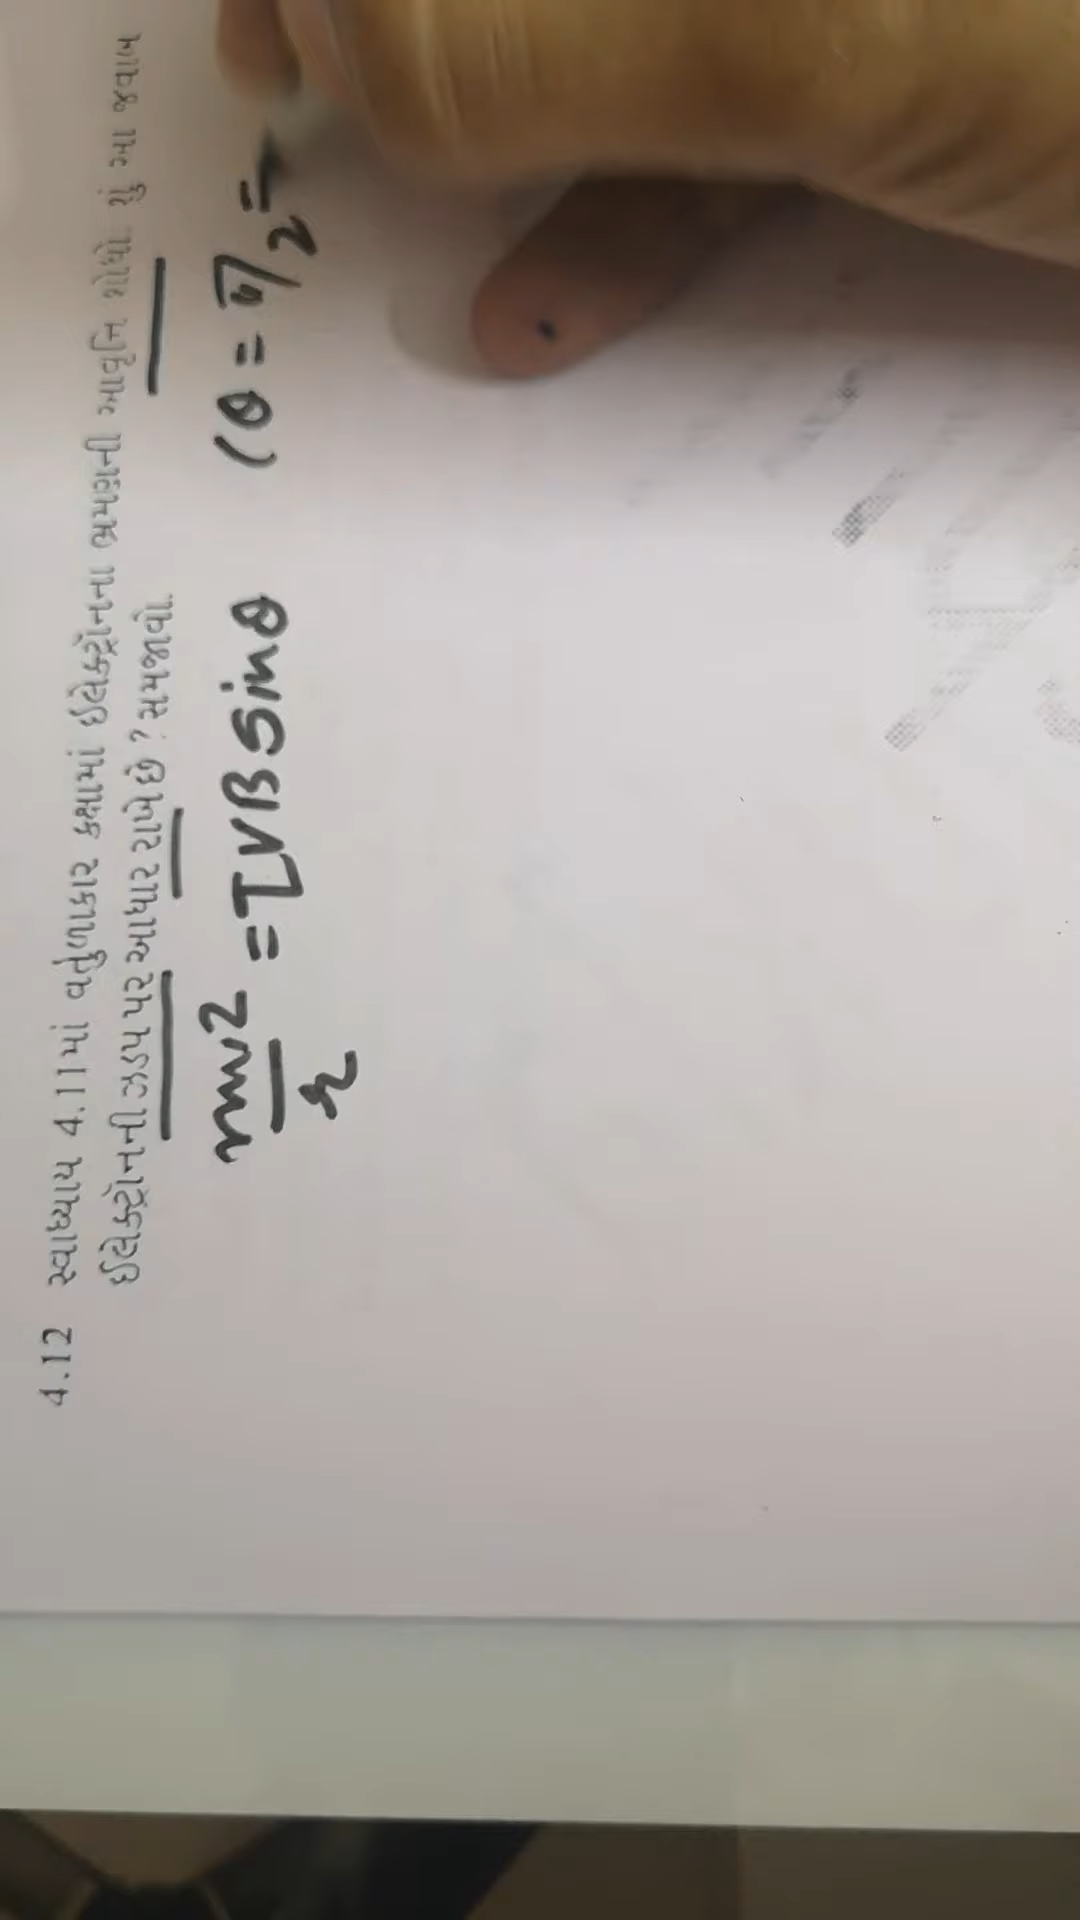 4.12 સ્વાધ્યાય 4.11માં વર્તુળાકાર કક્ષામાં ઇલેક્ટ્રૉનના ભ્રમણની આવૃત્તિ શોધો. શું આ જવાબ
ઇલેક્ટ્રૉનની ઝડપ પર આધાર રાખે છે ? સમજાવો.
mv2 = qvB sinθ (θ = π/2 =
r